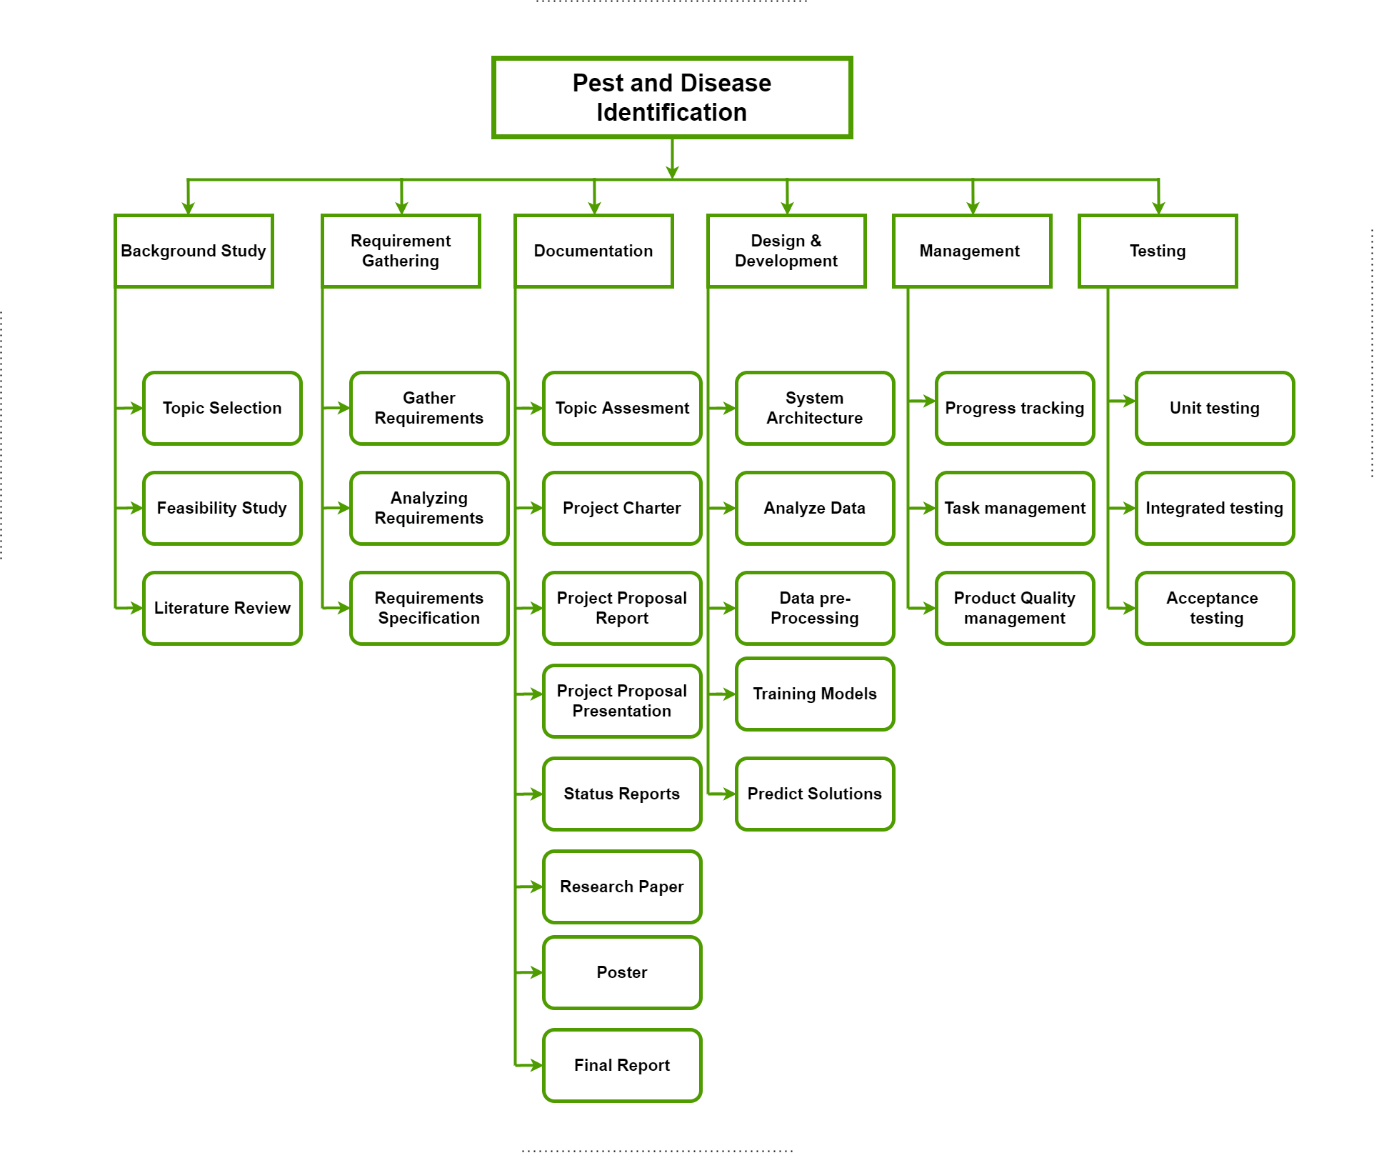 Pest and Disease
Identification
Background Study
Requirement
Gathering
Documentation
Design &
Development
Management
Testing
Topic Selection
Feasibility Study
Literature Review
Gather
Requirements
Analyzing
Requirements
Requirements
Specification
Topic Assesment
Project Charter
Project Proposal
Report
Project Proposal
Presentation
Status Reports
Research Paper
Poster
Final Report
System
Architecture
Analyze Data
Data pre-
Processing
Training Models
Predict Solutions
Progress tracking
Task management
Product Quality
management
Unit testing
Integrated testing
Acceptance
testing